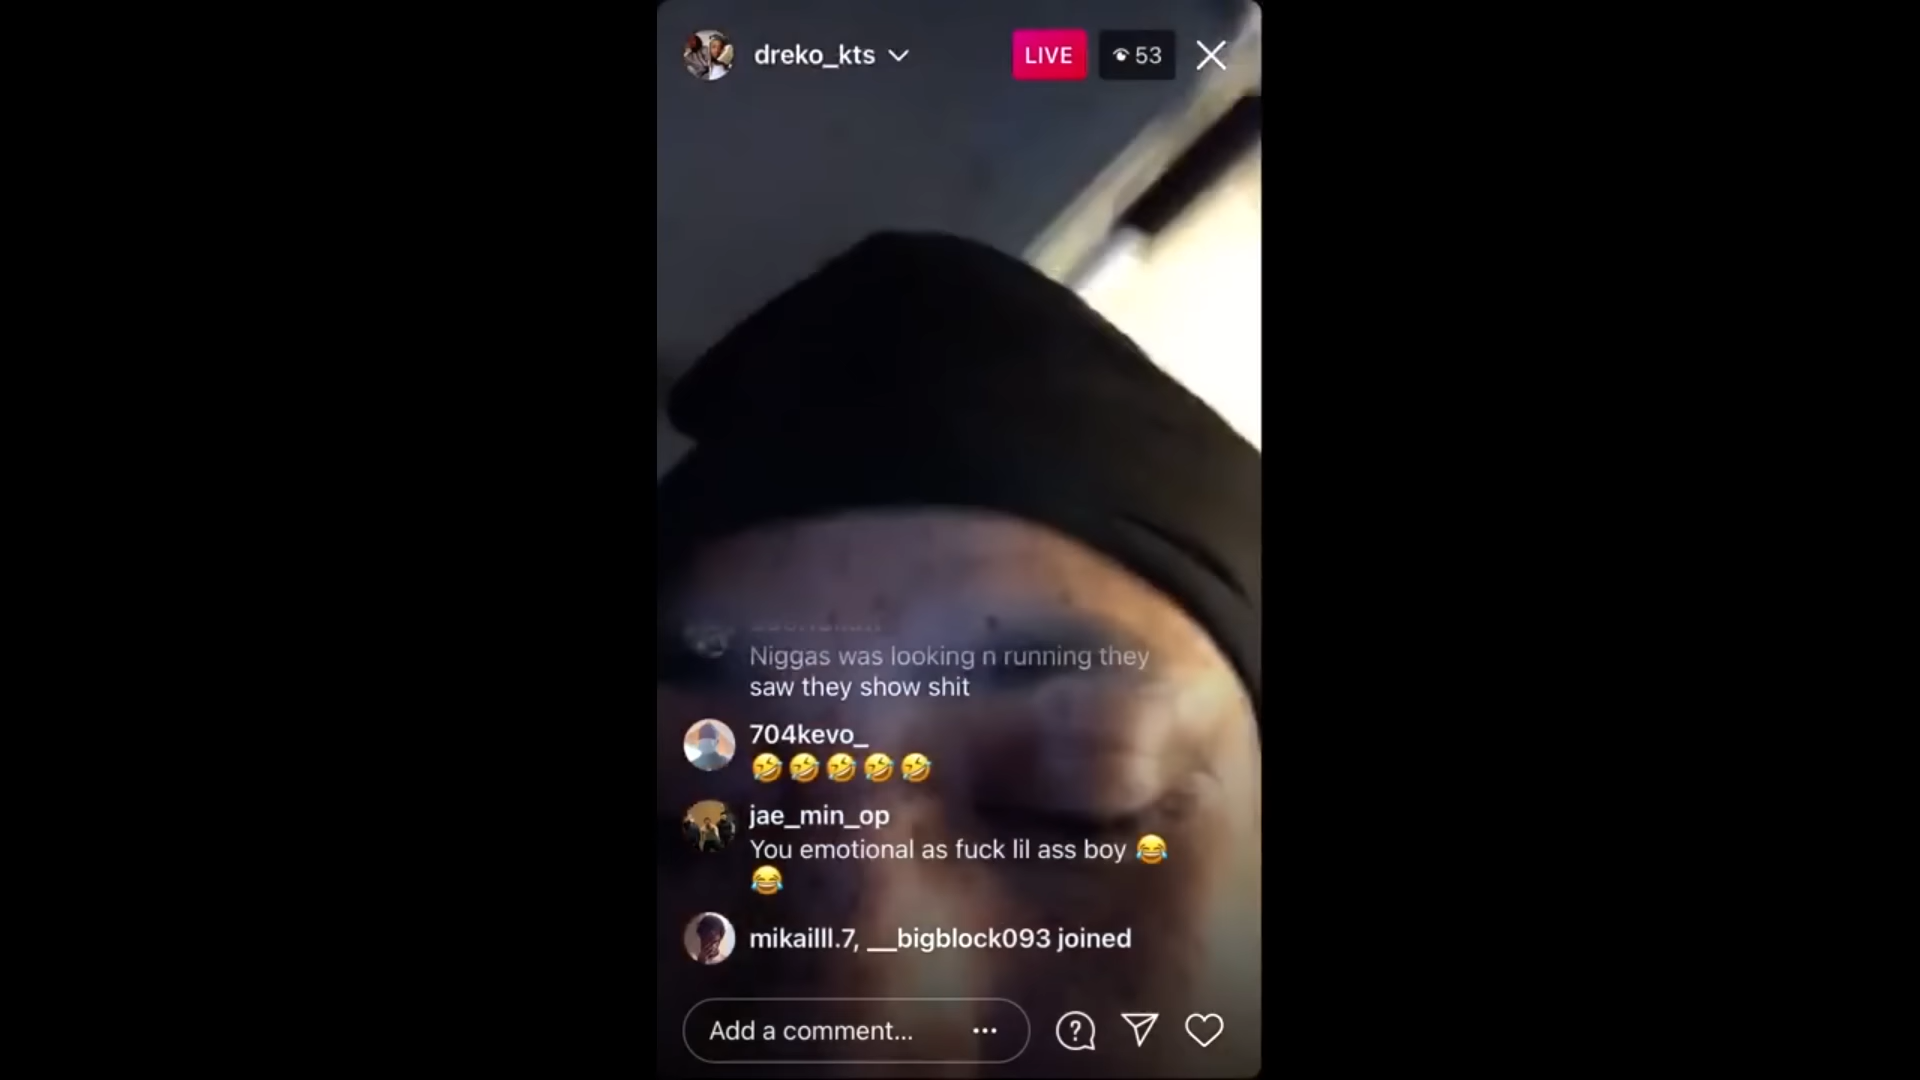 dreko_kts
LIVE
53
Niggas was looking n running they
saw they show shit
704kevo_
🤣🤣🤣🤣🤣
jae_min_op
You emotional as fuck lil ass boy 😂
😂
mikailll.7, __bigblock093 joined
Add a comment...